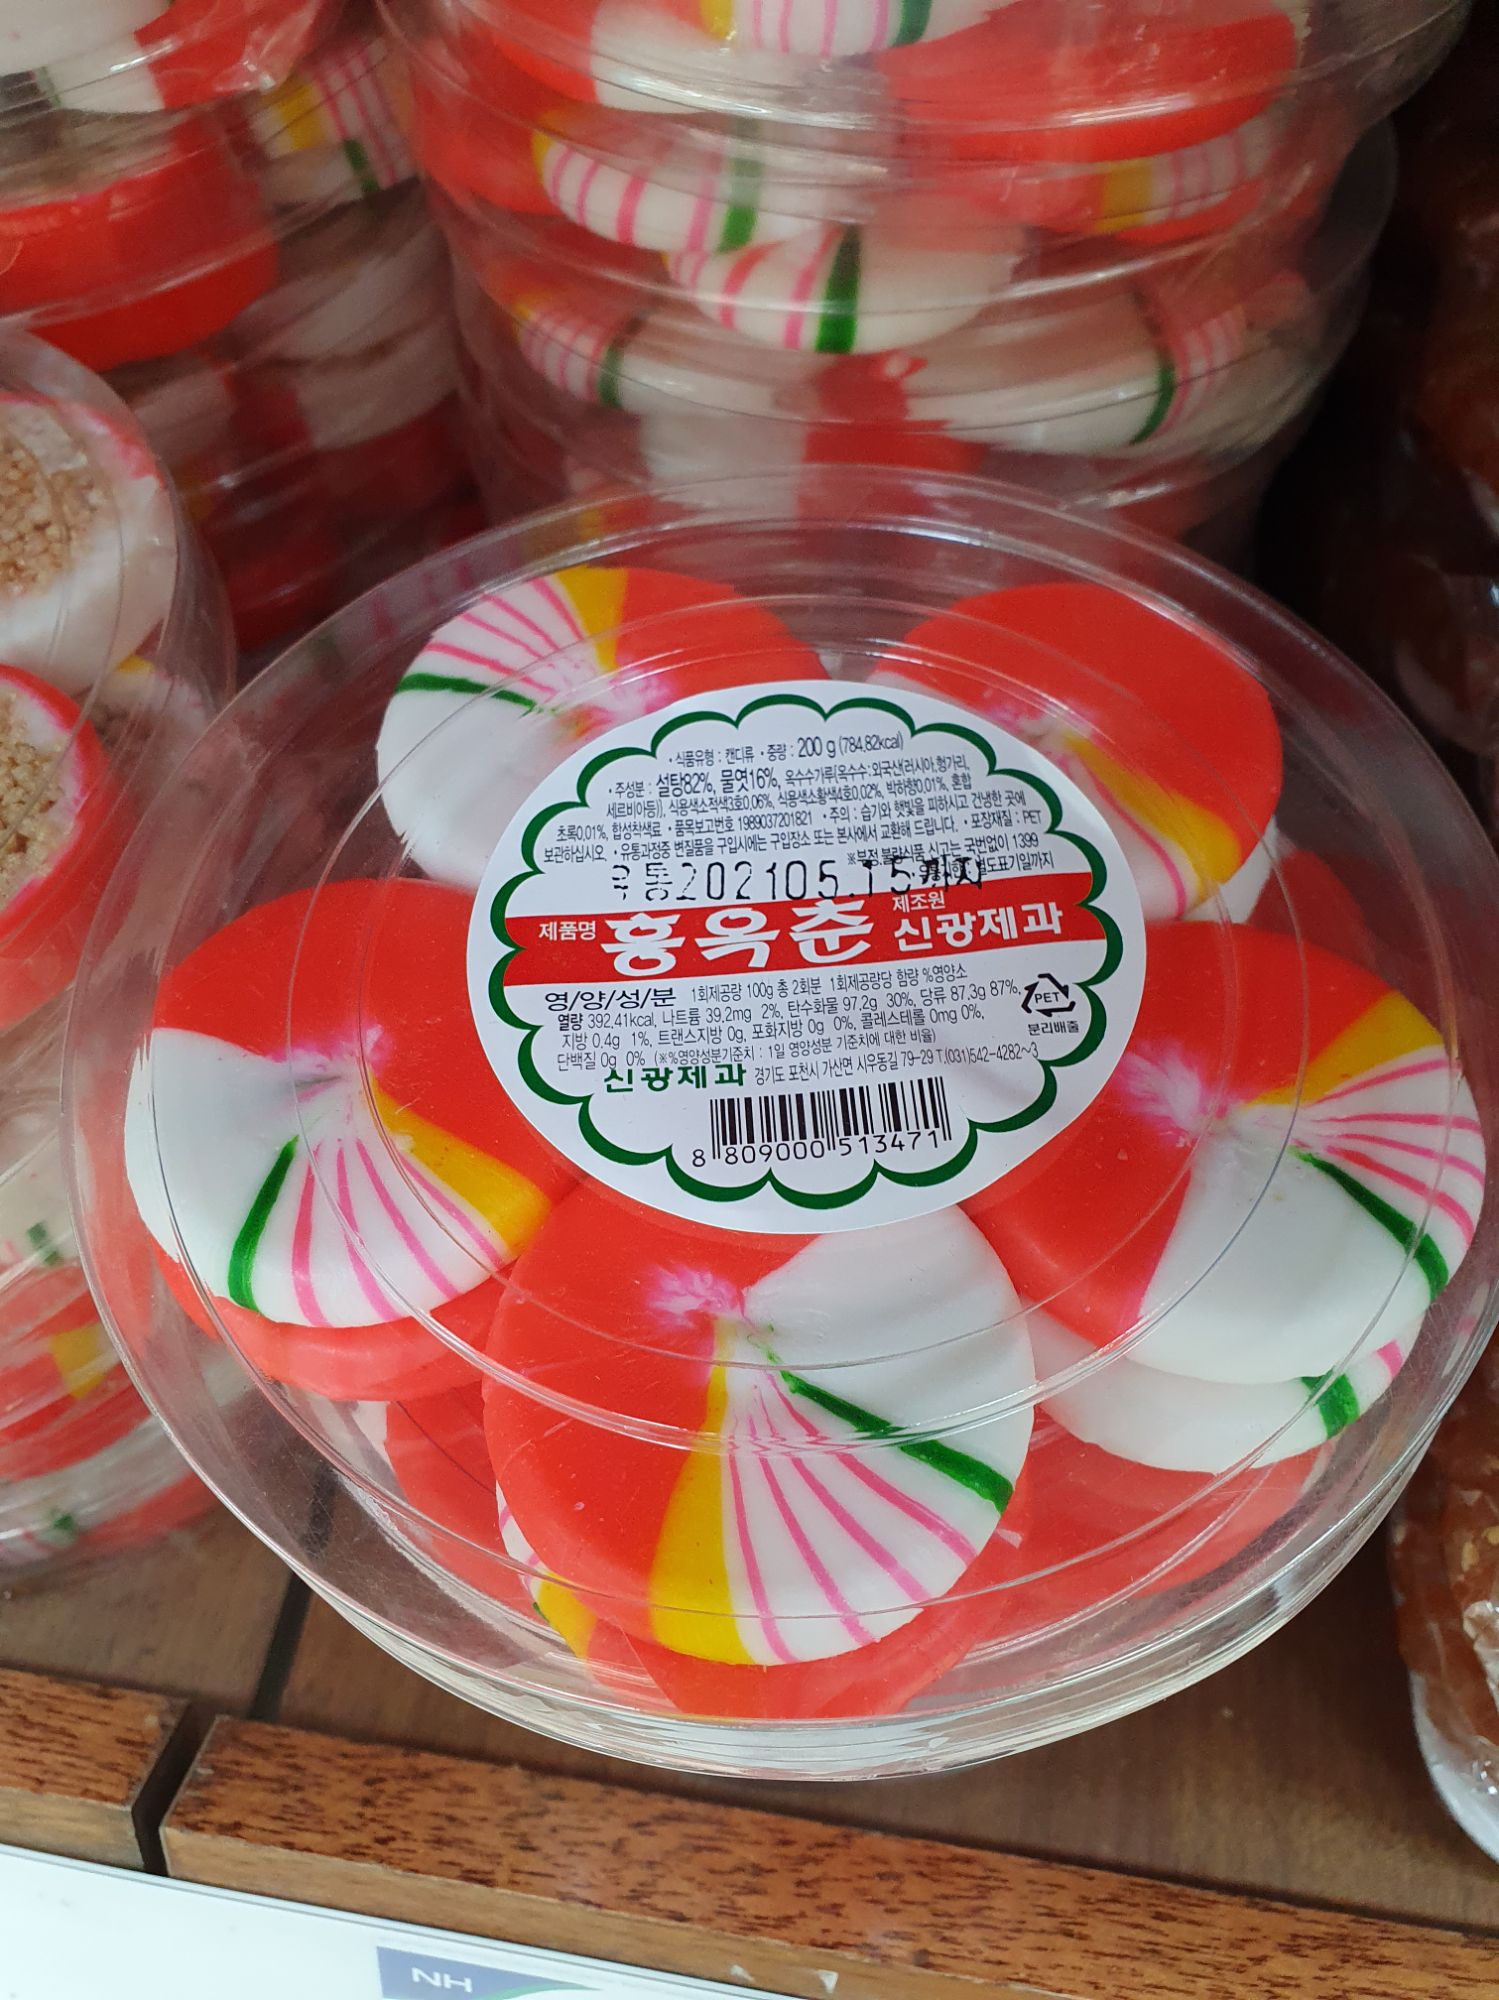 ·식품유형 : 캔디류 ·중량 : 200 g (784.82kcal)
·주성분 : 설탕82%, 물엿16%, 옥수수가루(옥수수:외국산(러시아,헝가리,
세르비아등)), 식용색소적색3호0.06%, 식용색소황색4호0.02%, 박하향0.01%, 혼합
초록0.01%, 합성착색료 ·품목보고번호 1989037201821 ·주의 : 습기와 햇빛을 피하시고 건냉한 곳에
보관하십시오. ·유통과정중 변질품을 구입시에는 구입장소 또는 본사에서 교환해 드립니다. ·포장재질 : PET
※부정,불량식품 신고는 국번없이 1399
별도표기일까지
유통202105.15까지
제품명 홍옥춘 제조원 신광제과
영/양/성/분 1회제공량 100g 총 2회분 1회제공량당 함량 %영양소
열량 392.41kcal, 나트륨 39.2mg 2%, 탄수화물 97.2g 30%, 당류 87.3g 87%,
지방 0.4g 1%, 트랜스지방 0g, 포화지방 0g 0%, 콜레스테롤 0mg 0%,
단백질 0g 0% (※%영양성분기준치 : 1일 영양성분 기준치에 대한 비율)
PET
분리배출
신광제과 경기도 포천시 가산면 시우동길 79-29 T.(031)542-4282~3
8 809000 513471
NH